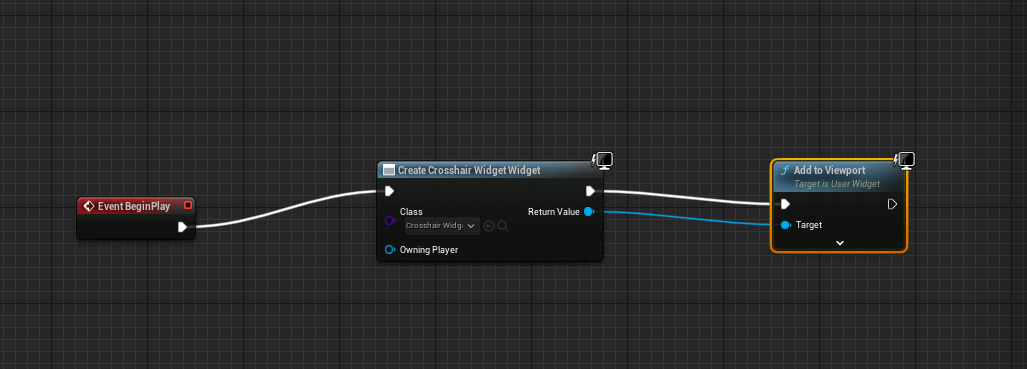 Event BeginPlay
Create Crosshair Widget Widget
Class
Crosshair Widg
Return Value
Owning Player
Add to Viewport
Target is User Widget
Target